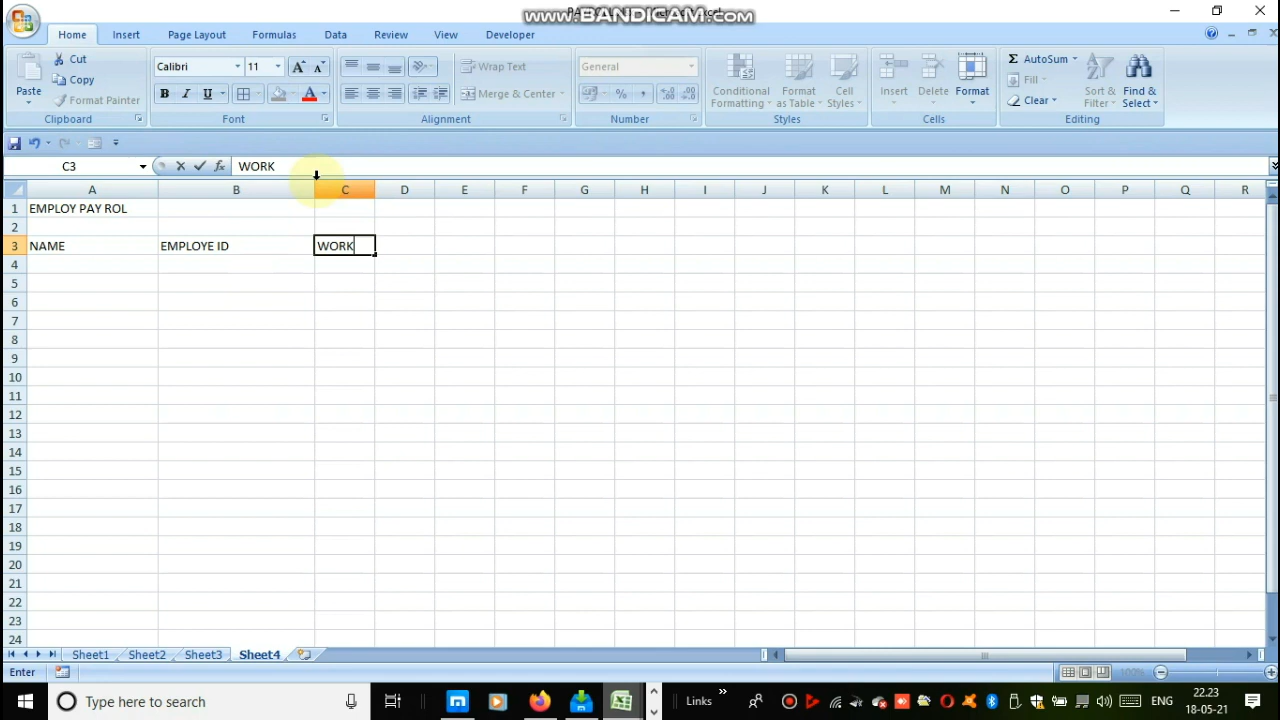 www.BANDICAM.com
Home Insert Page Layout Formulas Data Review View Developer
Paste
Cut
Copy
Format Painter
Clipboard
Calibri 11
B I U
Font
Wrap Text
Merge & Center
Alignment
General
Number
Conditional Formatting
Format as Table
Cell Styles
Styles
Insert
Delete
Format
Cells
AutoSum
Fill
Clear
Sort & Filter
Find & Select
Editing
C3 fx WORK
A B C D E F G H I J K L M N O P Q R
1 EMPLOY PAY ROL
2
3 NAME EMPLOYE ID WORK
4
5
6
7
8
9
10
11
12
13
14
15
16
17
18
19
20
21
22
23
24
Sheet1 Sheet2 Sheet3 Sheet4
Enter 100%
Type here to search
Links »
ENG
22.23
18-05-21